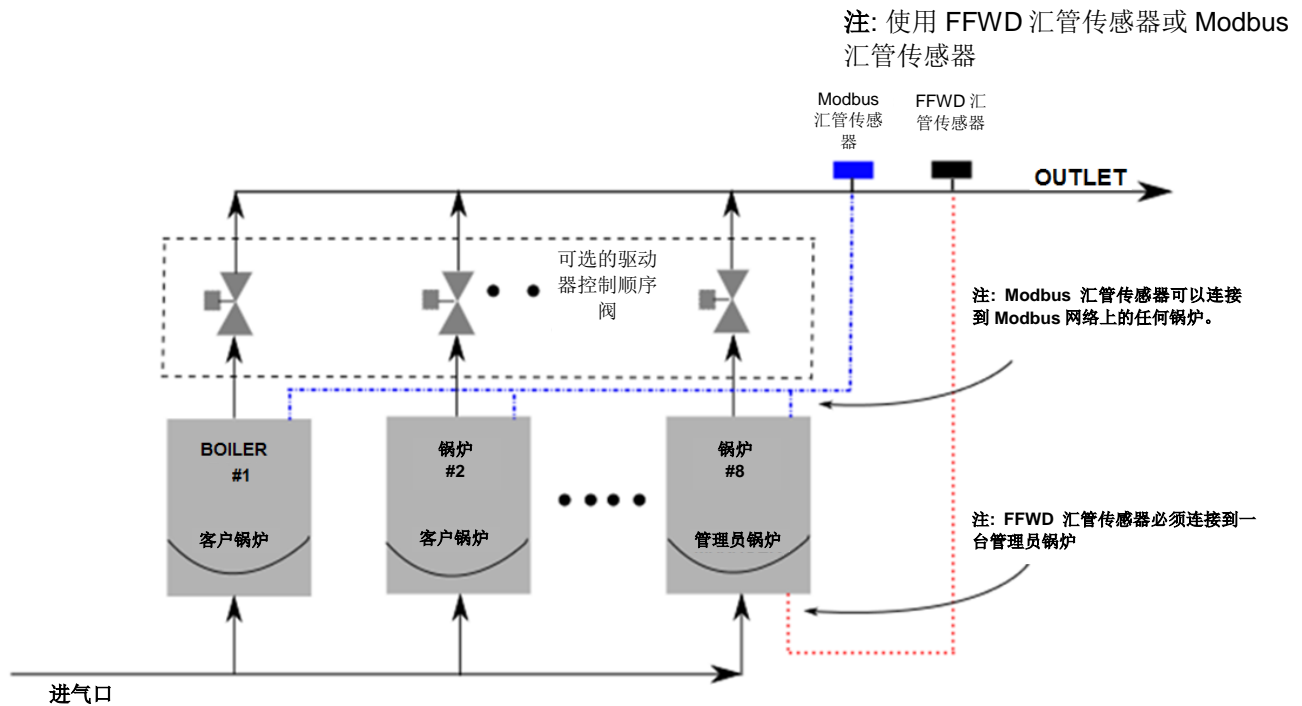 注: 使用 FFWD 汇管传感器或 Modbus
汇管传感器
Modbus
汇管传感
器
FFWD 汇
管传感器
OUTLET
可选的驱动
器控制顺序
阀
注: Modbus 汇管传感器可以连接
到 Modbus 网络上的任何锅炉。
BOILER
#1
客户锅炉
锅炉
#2
客户锅炉
锅炉
#8
管理员锅炉
注: FFWD 汇管传感器必须连接到一
台管理员锅炉
进气口